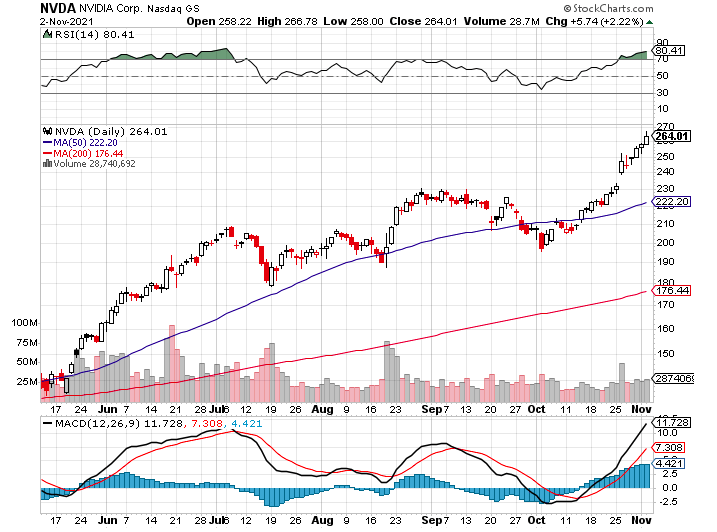 NVDA NVIDIA Corp. Nasdaq GS © StockCharts.com
2-Nov-2021 Open 258.22 High 266.78 Low 258.00 Close 264.01 Volume 28.7M Chg +5.74 (+2.22%)
RSI(14) 80.41
90
80.41
70
50
30
10
NVDA (Daily) 264.01
MA(50) 222.20
MA(200) 176.44
Volume 28,740,692
270
264.01
250
240
230
222.20
210
200
190
180
176.44
170
160
150
100M
75M
50M
25M
2874069
17 24 Jun 7 14 21 28 Jul 6 12 19 26 Aug 9 16 23 Sep 7 13 20 27 Oct 11 18 25 Nov
MACD(12,26,9) 11.728, 7.308, 4.421
11.728
10.0
7.308
4.421
2.5
0.0
-2.5
17 24 Jun 7 14 21 28 Jul 6 12 19 26 Aug 9 16 23 Sep 7 13 20 27 Oct 11 18 25 Nov